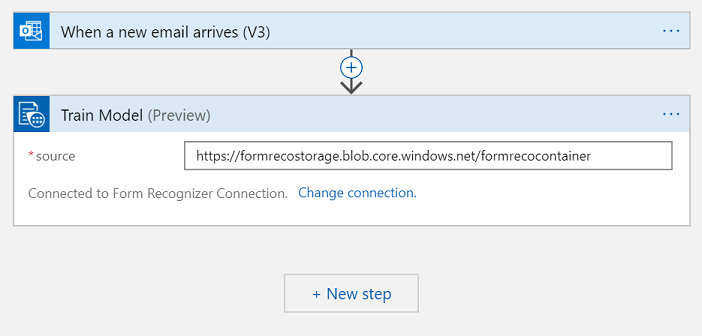 When a new email arrives (V3)
Train Model (Preview)
* source
https://formrecostorage.blob.core.windows.net/formrecocontainer
Connected to Form Recognizer Connection. Change connection.
+ New step